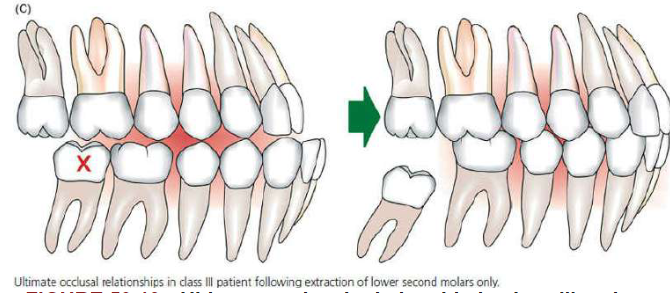 (C)
X
Ultimate occlusal relationships in class III patient following extraction of lower second molars only.